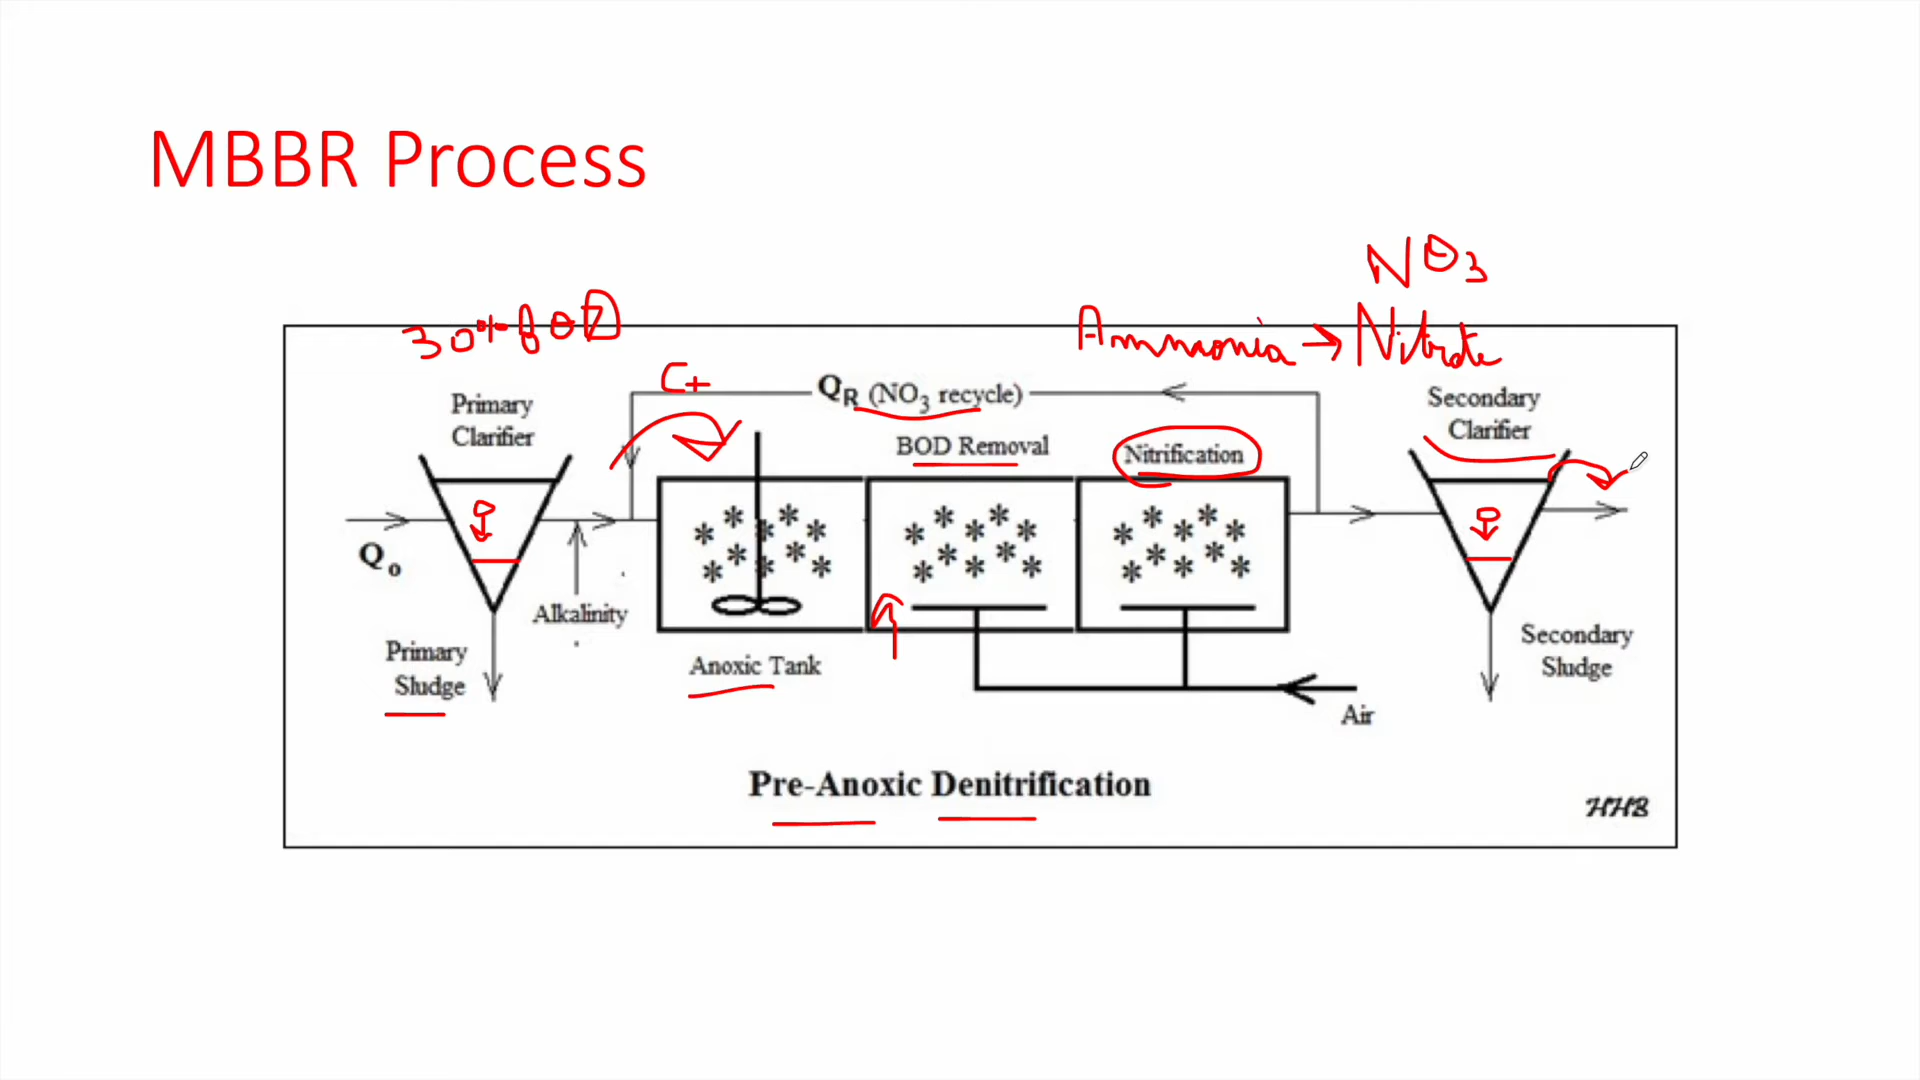 MBBR Process
NO3
30% BOD
Ammonia → Nitrate
C+
QR (NO3 recycle)
Primary
Clarifier
Secondary
Clarifier
BOD Removal
Nitrification
Qo
Alkalinity
Primary
Sludge
Anoxic Tank
Secondary
Sludge
Air
Pre-Anoxic Denitrification
HHB